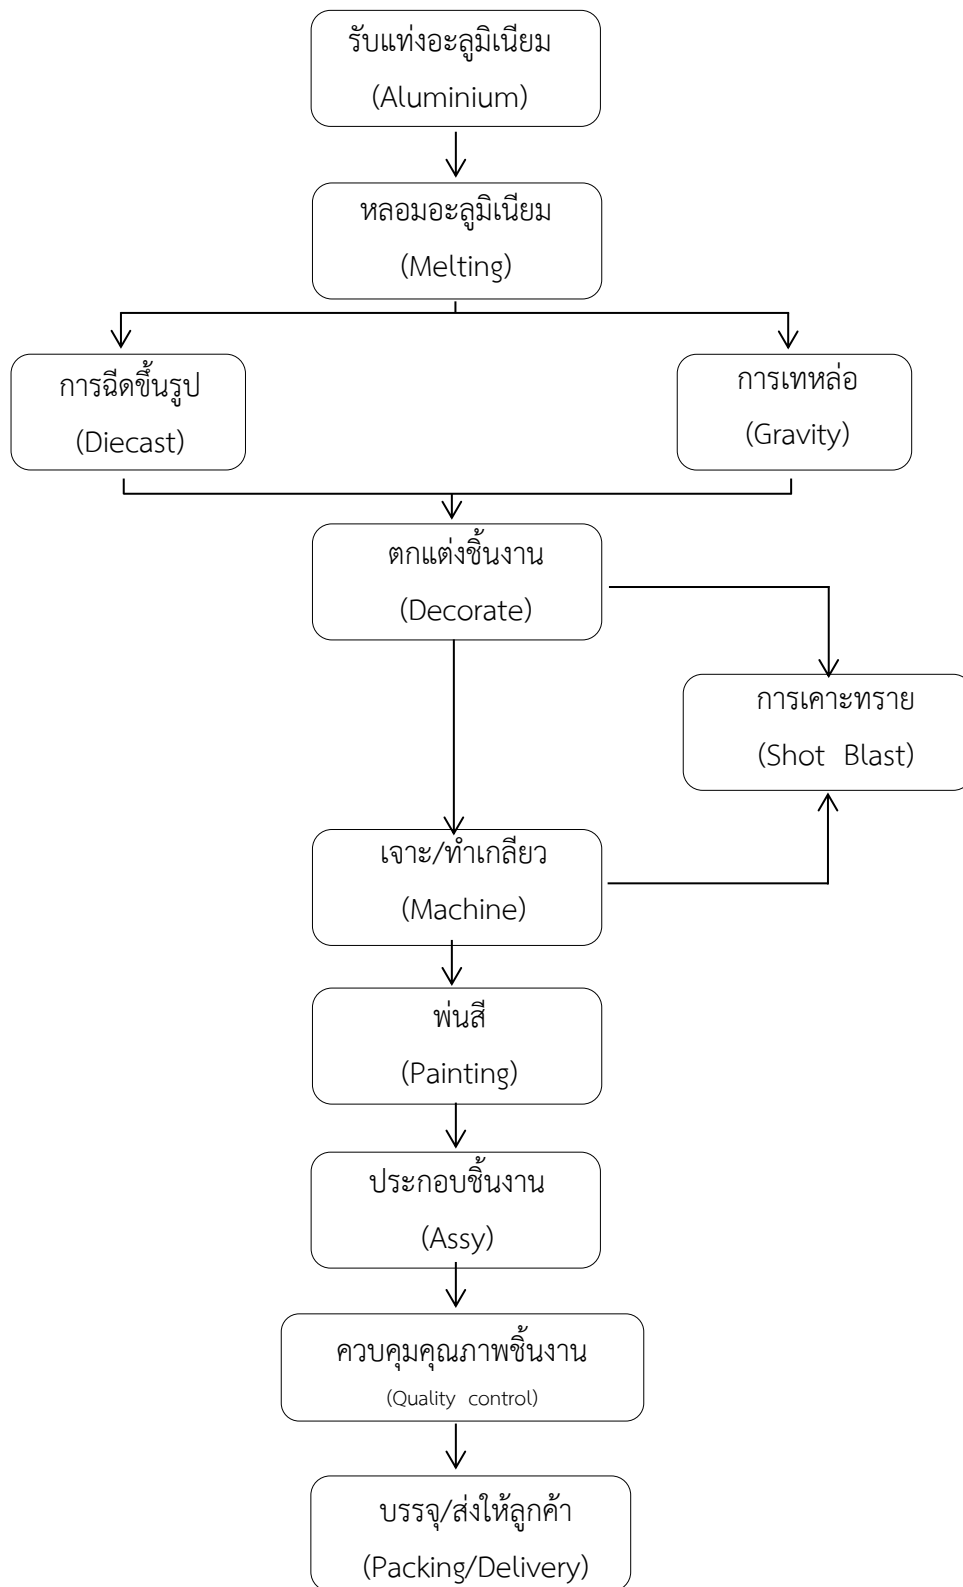 รับแท่งอะลูมิเนียม
(Aluminium)
หลอมอะลูมิเนียม
(Melting)
การฉีดขึ้นรูป
(Diecast)
การเทหล่อ
(Gravity)
ตกแต่งชิ้นงาน
(Decorate)
การเคาะทราย
(Shot Blast)
เจาะ/ทำเกลียว
(Machine)
พ่นสี
(Painting)
ประกอบชิ้นงาน
(Assy)
ควบคุมคุณภาพชิ้นงาน
(Quality control)
บรรจุ/ส่งให้ลูกค้า
(Packing/Delivery)